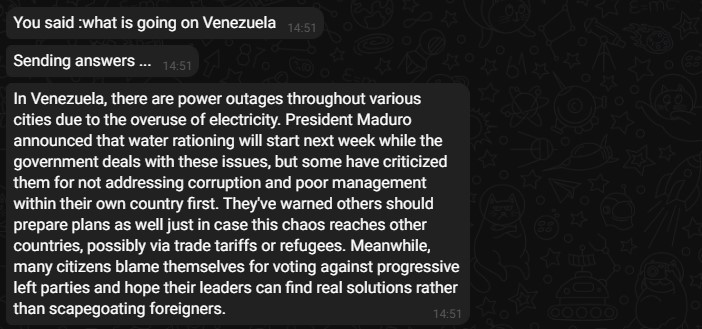 You said :what is going on Venezuela 14:51
Sending answers ... 14:51
In Venezuela, there are power outages throughout various
cities due to the overuse of electricity. President Maduro
announced that water rationing will start next week while the
government deals with these issues, but some have criticized
them for not addressing corruption and poor management
within their own country first. They've warned others should
prepare plans as well just in case this chaos reaches other
countries, possibly via trade tariffs or refugees. Meanwhile,
many citizens blame themselves for voting against progressive
left parties and hope their leaders can find real solutions rather
than scapegoating foreigners. 14:51